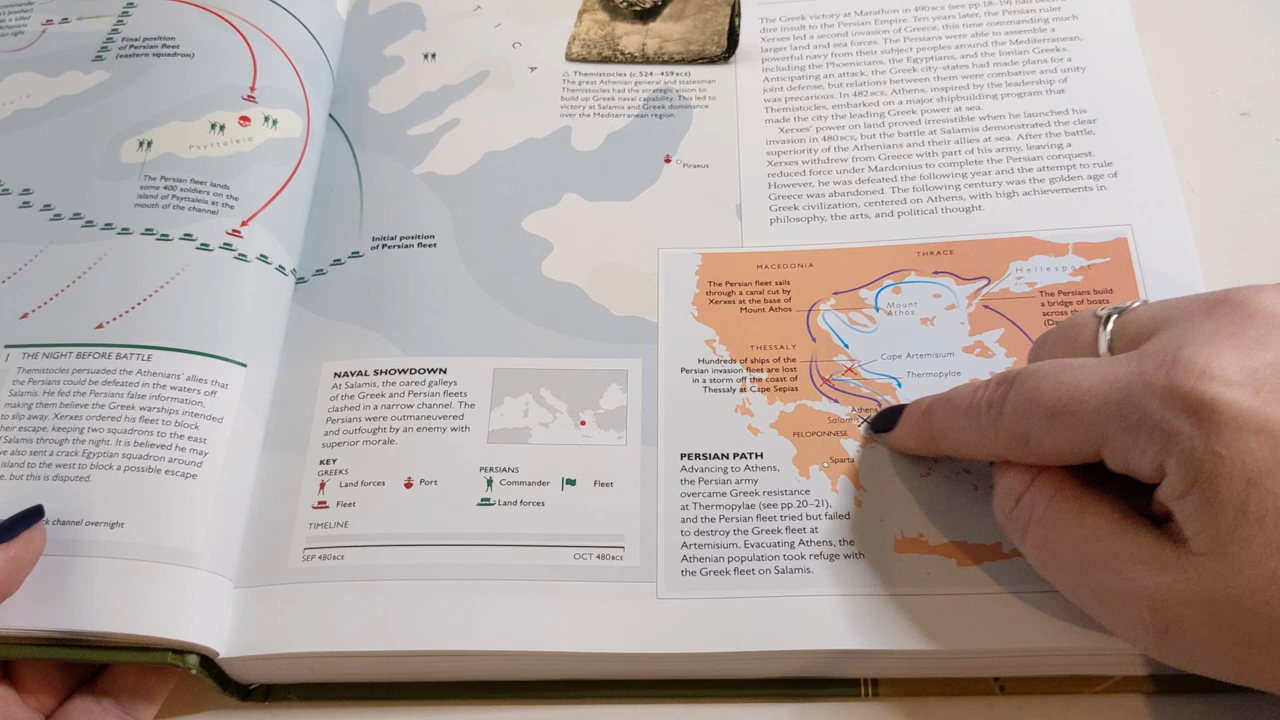 commander
is killed
Athenians
an right
Final position
of Persian fleet
(eastern squadron)
Psyttaleia
The Persian fleet lands
some 400 soldiers on the
island of Psyttaleia at the
mouth of the channel
Initial position
of Persian fleet
THE NIGHT BEFORE BATTLE
Themistocles persuaded the Athenians' allies that
the Persians could be defeated in the waters off
Salamis. He fed the Persians false information,
making them believe the Greek warships intended
to slip away. Xerxes ordered his fleet to block
heir escape, keeping two squadrons to the east
f Salamis through the night. It is believed he may
ve also sent a crack Egyptian squadron around
island to the west to block a possible escape
e, but this is disputed.
ck channel overnight
△ Themistocles (c.524–459 BCE)
The great Athenian general and statesman
Themistocles had the strategic vision to
build up Greek naval capability. This led to
victory at Salamis and Greek dominance
over the Mediterranean region.
Piraeus
NAVAL SHOWDOWN
At Salamis, the oared galleys
of the Greek and Persian fleets
clashed in a narrow channel. The
Persians were outmaneuvered
and outfought by an enemy with
superior morale.
KEY
GREEKS
Land forces
Port
Fleet
PERSIANS
Commander
Fleet
Land forces
TIMELINE
SEP 480 BCE
OCT 480 BCE
The Greek victory at Marathon in 490 BCE (see pp.18–19) had been a
dire insult to the Persian Empire. Ten years later, the Persian ruler
Xerxes led a second invasion of Greece, this time commanding much
larger land and sea forces. The Persians were able to assemble a
powerful navy from their subject peoples around the Mediterranean,
including the Phoenicians, the Egyptians, and the Ionian Greeks.
Anticipating an attack, the Greek city-states had made plans for a
joint defense, but relations between them were combative and unity
was precarious. In 482 BCE, Athens, inspired by the leadership of
Themistocles, embarked on a major shipbuilding program that
made the city the leading Greek power at sea.
Xerxes' power on land proved irresistible when he launched his
invasion in 480 BCE, but the battle at Salamis demonstrated the clear
superiority of the Athenians and their allies at sea. After the battle,
Xerxes withdrew from Greece with part of his army, leaving a
reduced force under Mardonius to complete the Persian conquest.
However, he was defeated the following year and the attempt to rule
Greece was abandoned. The following century was the golden age of
Greek civilization, centered on Athens, with high achievements in
philosophy, the arts, and political thought.
MACEDONIA
THRACE
Hellespont
The Persian fleet sails
through a canal cut by
Xerxes at the base of
Mount Athos
Mount
Athos
The Persians build
a bridge of boats
across th
(Da
THESSALY
Hundreds of ships of the
Persian invasion fleet are lost
in a storm off the coast of
Thessaly at Cape Sepias
Cape Artemisium
Thermopylae
Athens
Salamis
PELOPONNESE
Sparta
PERSIAN PATH
Advancing to Athens,
the Persian army
overcame Greek resistance
at Thermopylae (see pp.20–21),
and the Persian fleet tried but failed
to destroy the Greek fleet at
Artemisium. Evacuating Athens, the
Athenian population took refuge with
the Greek fleet on Salamis.